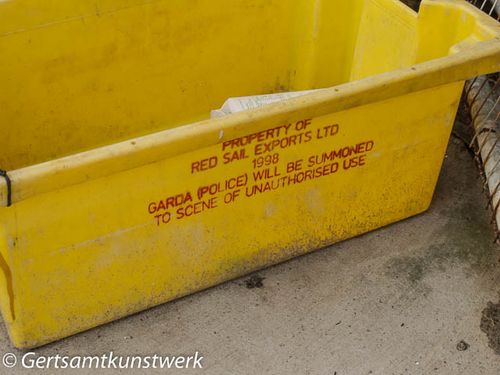 PROPERTY OF
RED SAIL EXPORTS LTD
1998
GARDA (POLICE) WILL BE SUMMONED
TO SCENE OF UNAUTHORISED USE
© Gertsamtkunstwerk